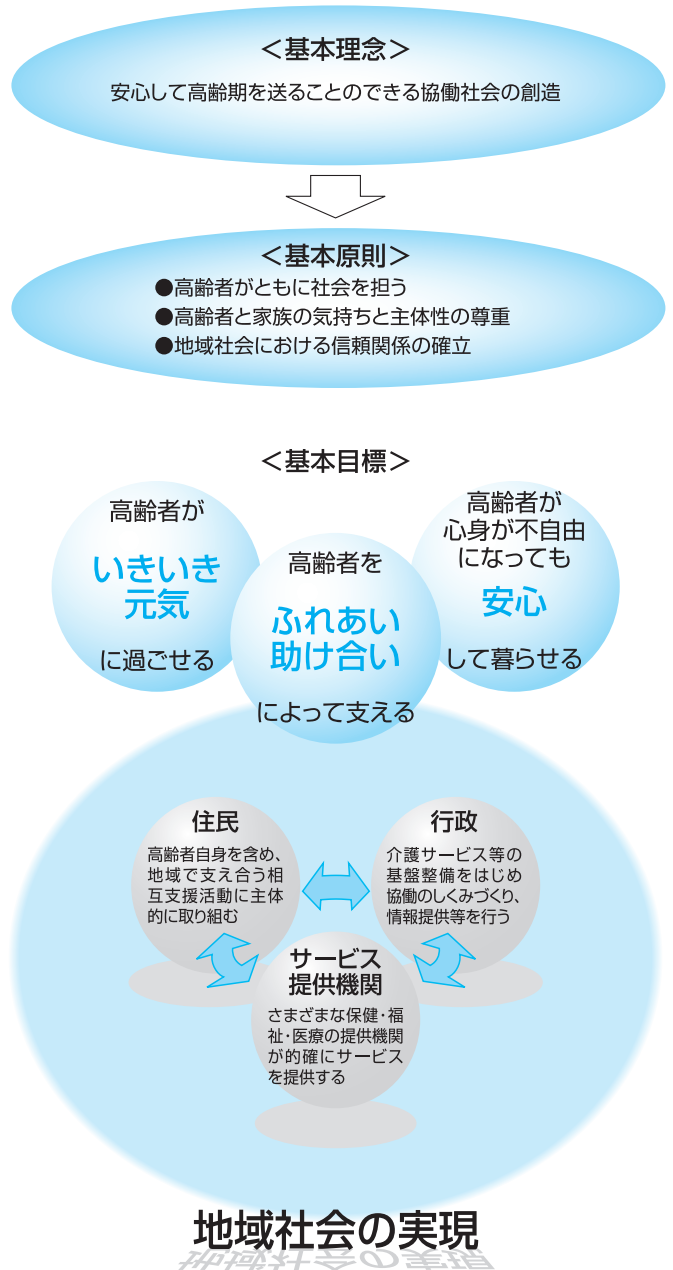 ＜基本理念＞
安心して高齢期を送ることのできる協働社会の創造
＜基本原則＞
●高齢者がともに社会を担う
●高齢者と家族の気持ちと主体性の尊重
●地域社会における信頼関係の確立
＜基本目標＞
高齢者が
いきいき
元気
に過ごせる
高齢者を
ふれあい
助け合い
によって支える
高齢者が
心身が不自由
になっても
安心
して暮らせる
住民
高齢者自身を含め、
地域で支え合う相
互支援活動に主体
的に取り組む
行政
介護サービス等の
基盤整備をはじめ
協働のしくみづくり、
情報提供等を行う
サービス
提供機関
さまざまな保健・福
祉・医療の提供機関
が的確にサービス
を提供する
地域社会の実現